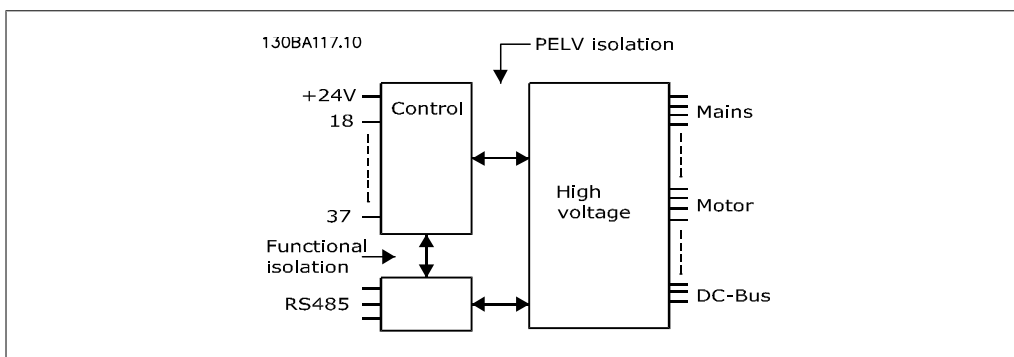 130BA117.10
PELV isolation
+24V
Control
Mains
18
High
voltage
Motor
37
Functional
isolation
RS485
DC-Bus